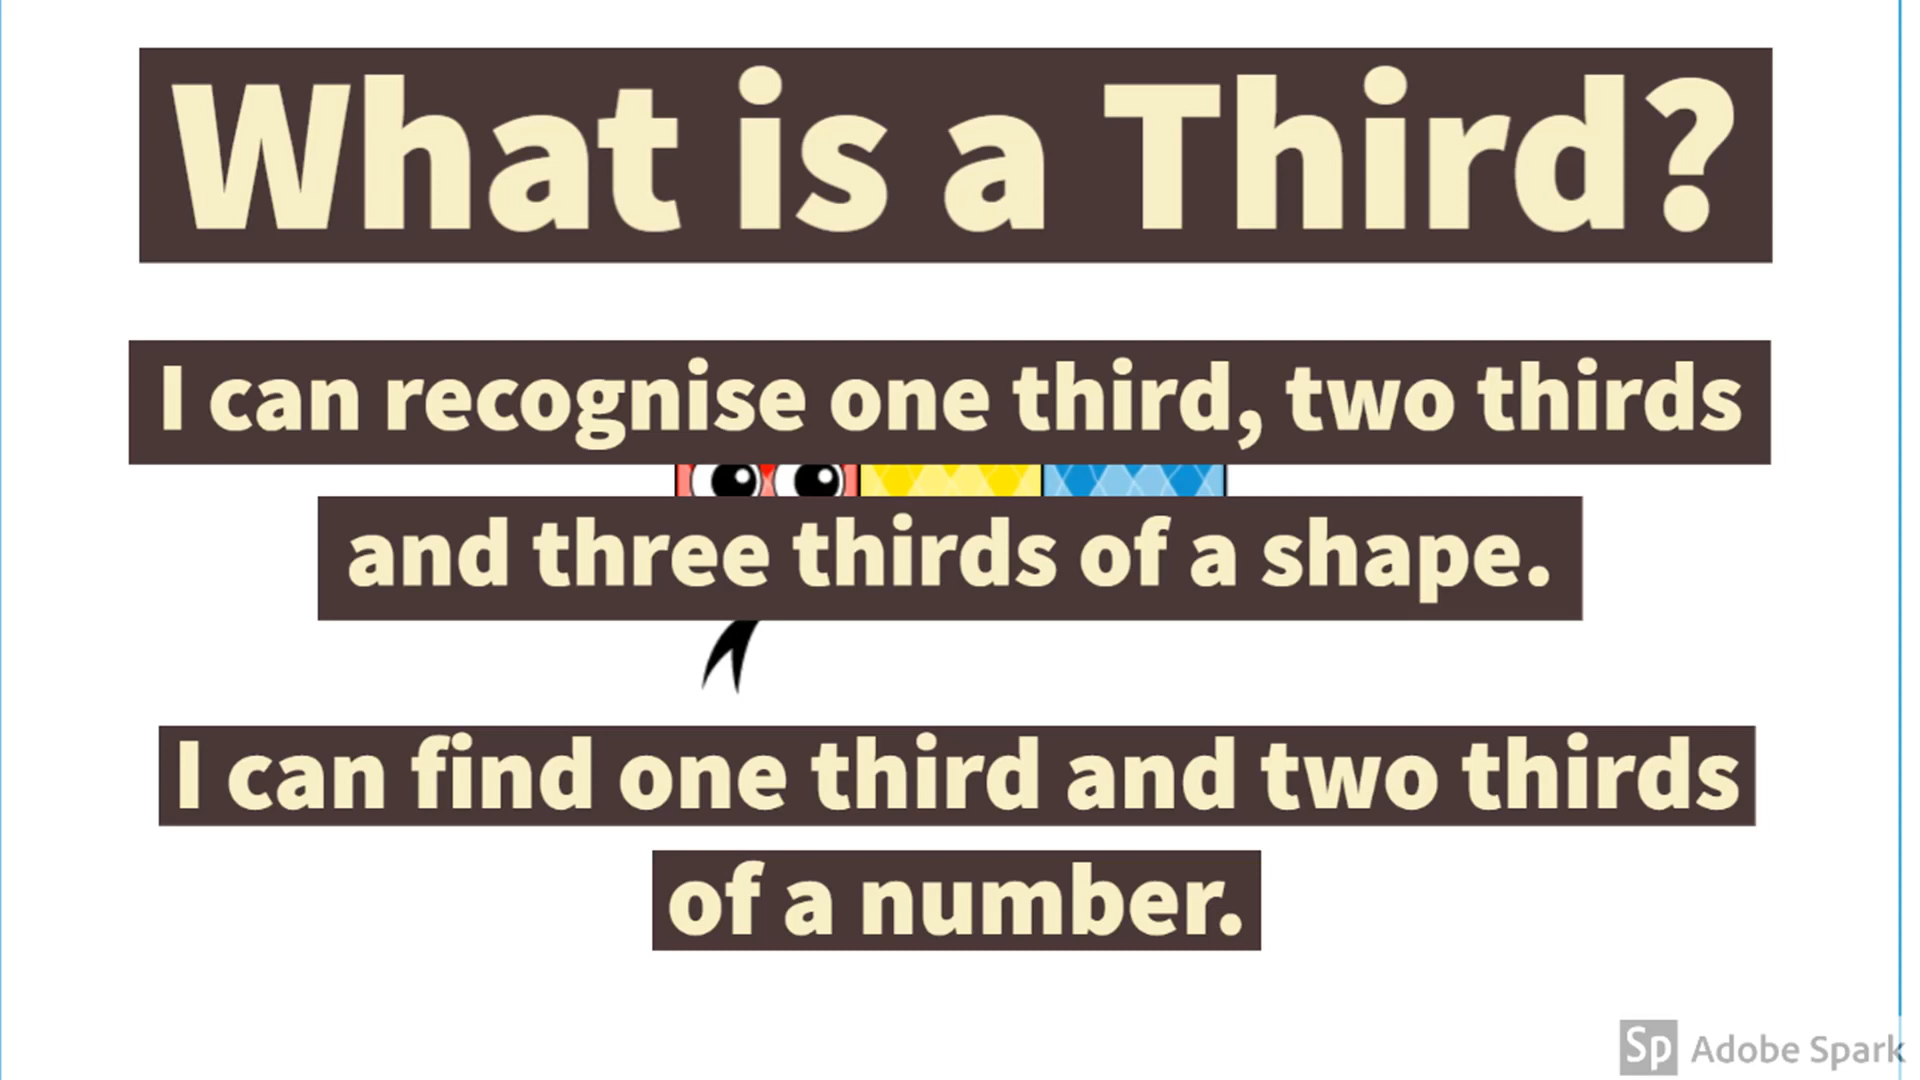 What is a Third?
I can recognise one third, two thirds
and three thirds of a shape.
I can find one third and two thirds
of a number.
Sp Adobe Spark